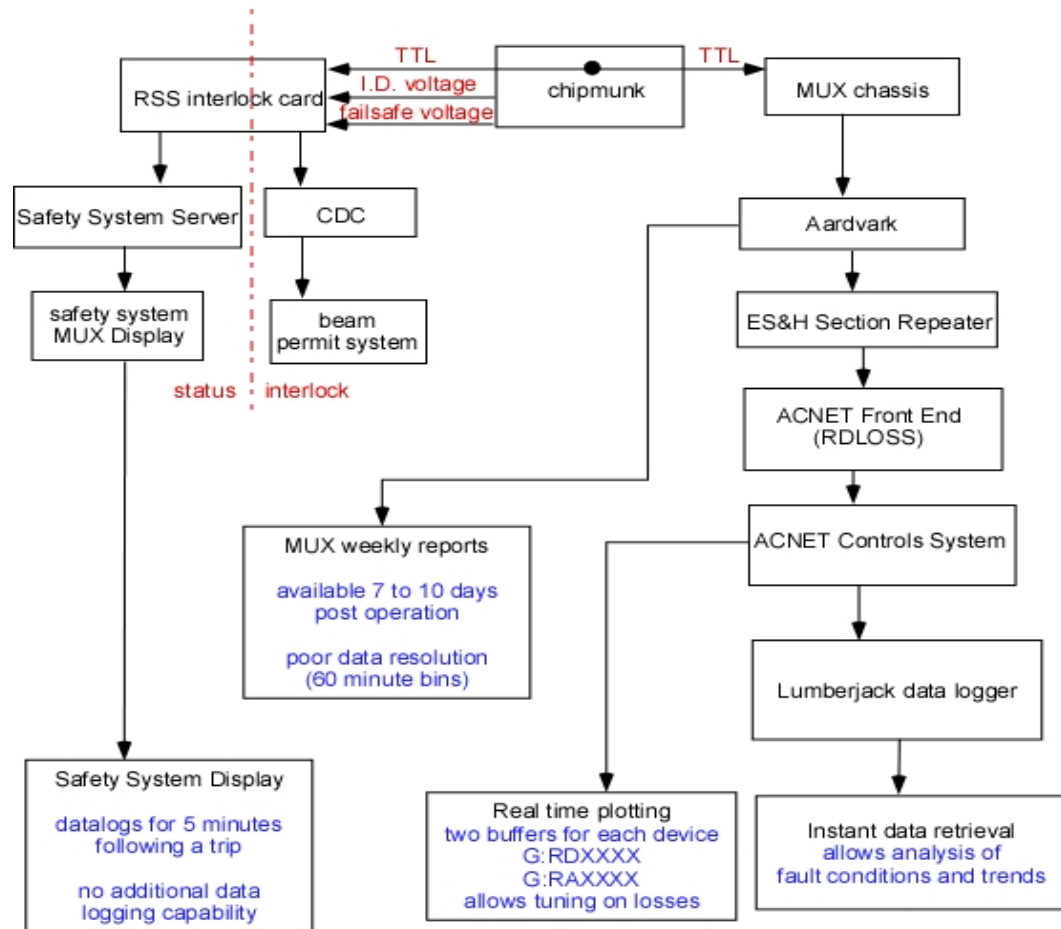 TTL
TTL
RSS interlock card
I.D. voltage
failsafe voltage
chipmunk
MUX chassis
Safety System Server
CDC
Aardvark
safety system
MUX Display
beam
permit system
ES&H Section Repeater
status
interlock
ACNET Front End
(RDLOSS)
MUX weekly reports
available 7 to 10 days
post operation
poor data resolution
(60 minute bins)
ACNET Controls System
Lumberjack data logger
Safety System Display
datalogs for 5 minutes
following a trip
no additional data
logging capability
Real time plotting
two buffers for each device
G:RDXXXX
G:RAXXXX
allows tuning on losses
Instant data retrieval
allows analysis of
fault conditions and trends